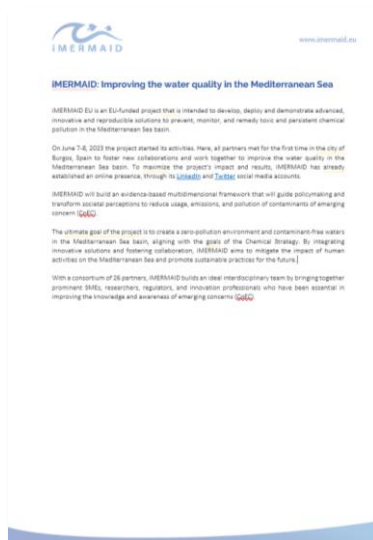 iMERMAID
www.imermaid.eu
iMERMAID: Improving the water quality in the Mediterranean Sea
iMERMAID EU is an EU-funded project that is intended to develop, deploy and demonstrate advanced,
innovative and reproducible solutions to prevent, monitor, and remedy toxic and persistent chemical
pollution in the Mediterranean Sea basin.
On June 7-8, 2023 the project started its activities. Here, all partners met for the first time in the city of
Burgos, Spain to foster new collaborations and work together to improve the water quality in the
Mediterranean Sea basin. To maximize the project's impact and results, iMERMAID has already
established an online presence, through its LinkedIn and Twitter social media accounts.
iMERMAID will build an evidence-based multidimensional framework that will guide policymaking and
transform societal perceptions to reduce usage, emissions, and pollution of contaminants of emerging
concern (CoEC).
The ultimate goal of the project is to create a zero-pollution environment and contaminant-free waters
in the Mediterranean Sea basin, aligning with the goals of the Chemical Strategy. By integrating
innovative solutions and fostering collaboration, iMERMAID aims to mitigate the impact of human
activities on the Mediterranean Sea and promote sustainable practices for the future.
With a consortium of 26 partners, iMERMAID builds an ideal interdisciplinary team by bringing together
prominent SMEs, researchers, regulators, and innovation professionals who have been essential in
improving the knowledge and awareness of emerging concerns (CoEC).